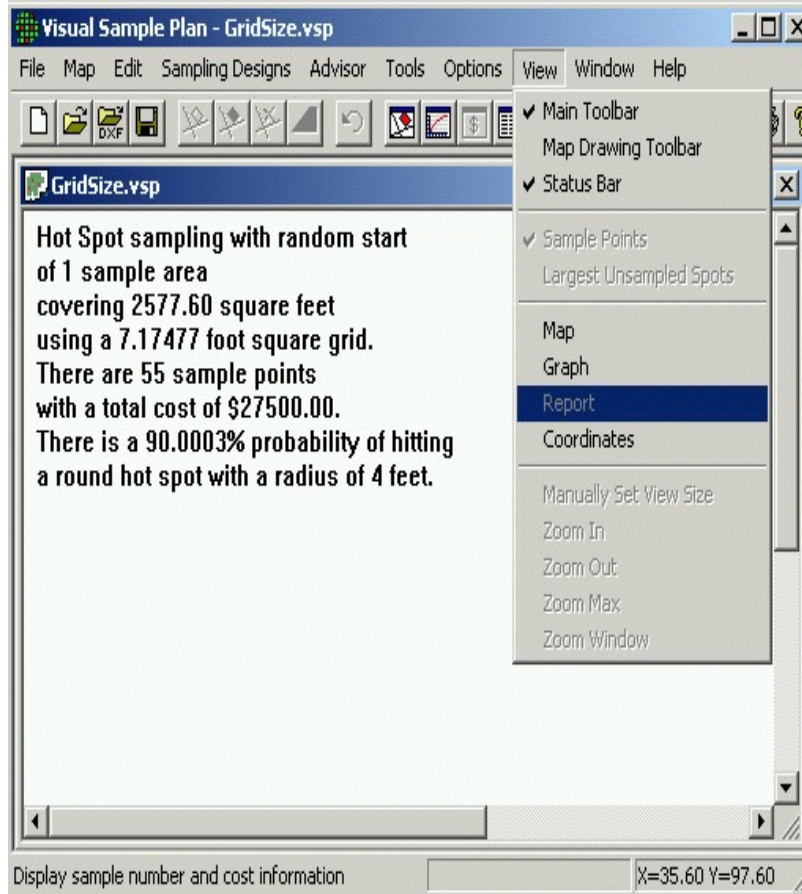 Visual Sample Plan - GridSize.vsp
File Map Edit Sampling Designs Advisor Tools Options View Window Help
DXF
$
GridSize.vsp
Hot Spot sampling with random start
of 1 sample area
covering 2577.60 square feet
using a 7.17477 foot square grid.
There are 55 sample points
with a total cost of $27500.00.
There is a 90.0003% probability of hitting
a round hot spot with a radius of 4 feet.
Main Toolbar
Map Drawing Toolbar
Status Bar
Sample Points
Largest Unsampled Spots
Map
Graph
Report
Coordinates
Manually Set View Size
Zoom In
Zoom Out
Zoom Max
Zoom Window
Display sample number and cost information
X=35.60 Y=97.60